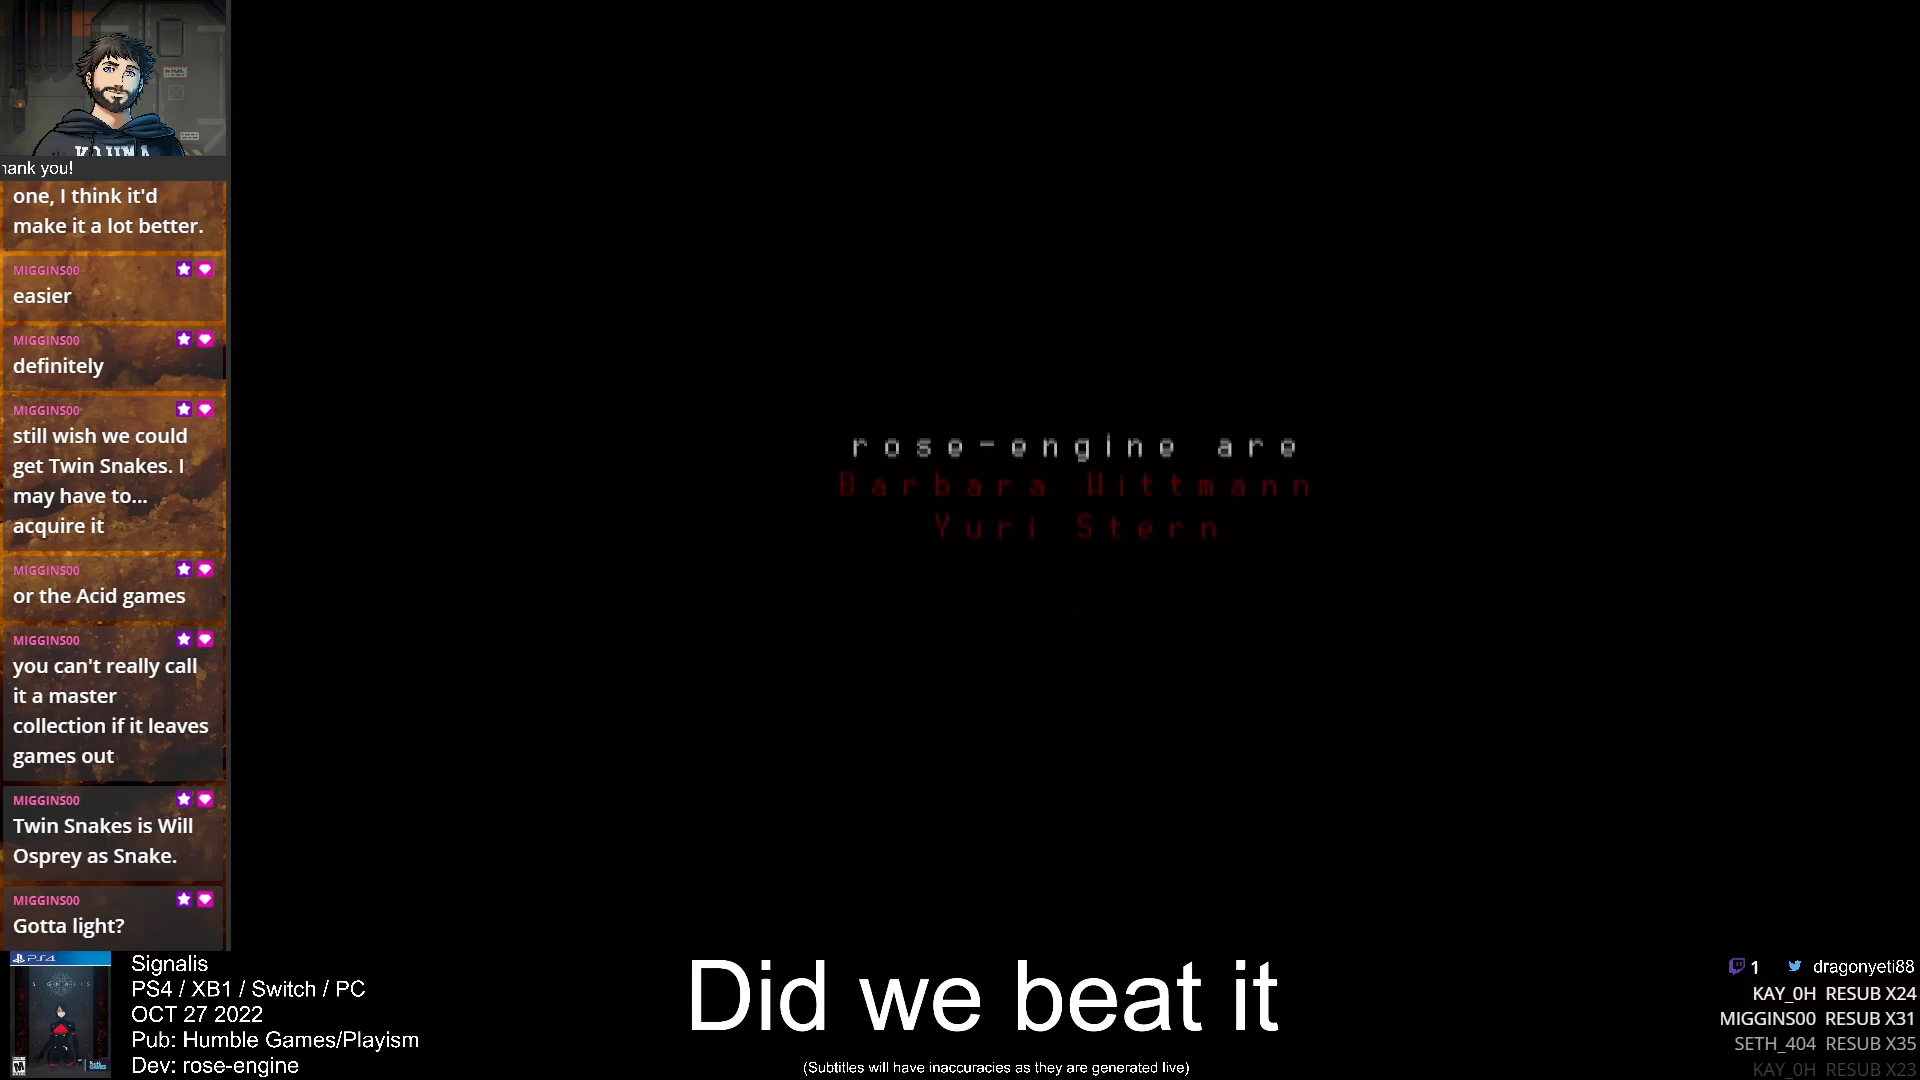 KOJIMA
hank you!
one, I think it'd
make it a lot better.
MIGGINS00
easier
MIGGINS00
definitely
MIGGINS00
still wish we could
get Twin Snakes. I
may have to...
acquire it
MIGGINS00
or the Acid games
MIGGINS00
you can't really call
it a master
collection if it leaves
games out
MIGGINS00
Twin Snakes is Will
Osprey as Snake.
MIGGINS00
Gotta light?
rose-engine are
Barbara Wittmann
Yuri Stern
PS4
Signalis
PS4 / XB1 / Switch / PC
OCT 27 2022
Pub: Humble Games/Playism
Dev: rose-engine
Did we beat it
(Subtitles will have inaccuracies as they are generated live)
1 dragonyeti88
KAY_0H RESUB X24
MIGGINS00 RESUB X31
SETH_404 RESUB X35
KAY_0H RESUB X23